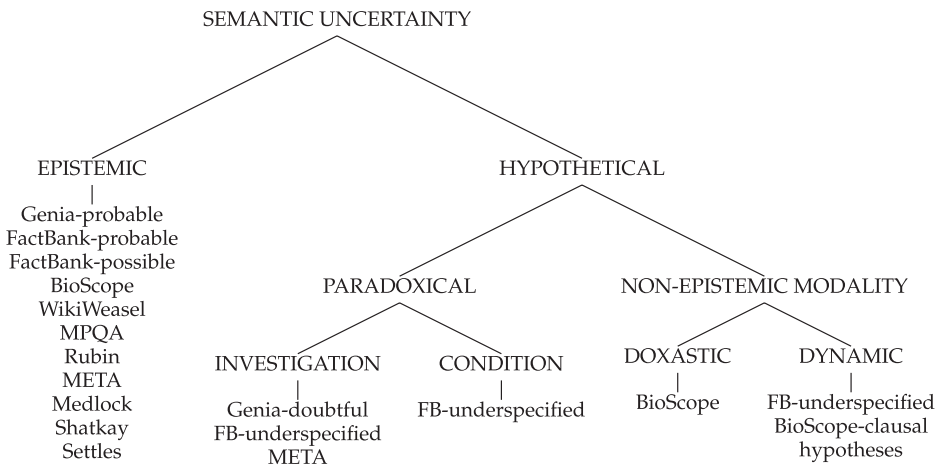 SEMANTIC UNCERTAINTY
EPISTEMIC
Genia-probable
FactBank-probable
FactBank-possible
BioScope
WikiWeasel
MPQA
Rubin
META
Medlock
Shatkay
Settles
HYPOTHETICAL
PARADOXICAL
INVESTIGATION
Genia-doubtful
FB-underspecified
META
CONDITION
FB-underspecified
NON-EPISTEMIC MODALITY
DOXASTIC
BioScope
DYNAMIC
FB-underspecified
BioScope-clausal
hypotheses